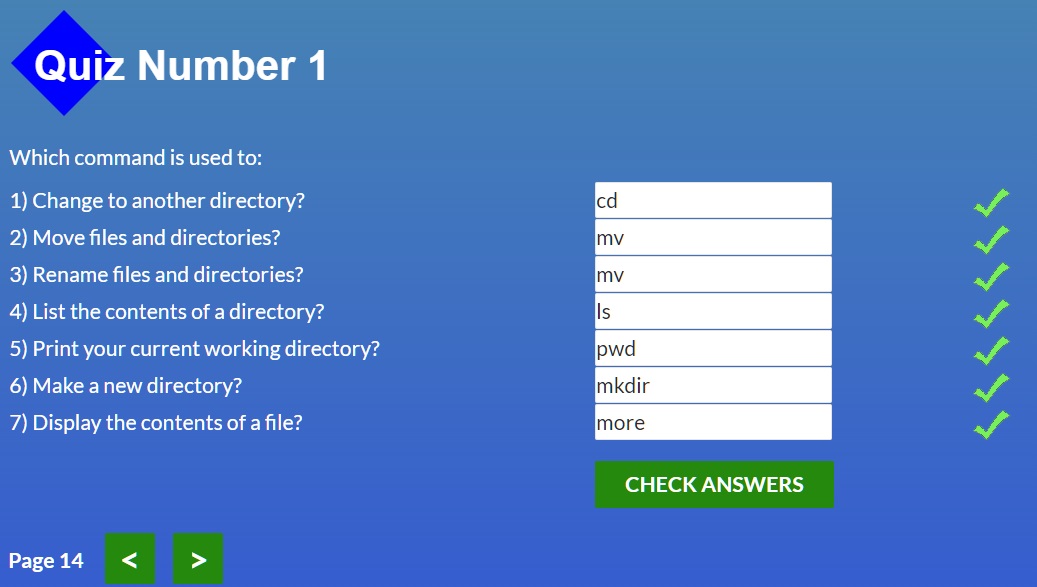 Quiz Number 1
Which command is used to:
1) Change to another directory? cd
2) Move files and directories? mv
3) Rename files and directories? mv
4) List the contents of a directory? ls
5) Print your current working directory? pwd
6) Make a new directory? mkdir
7) Display the contents of a file? more
CHECK ANSWERS
Page 14 < >